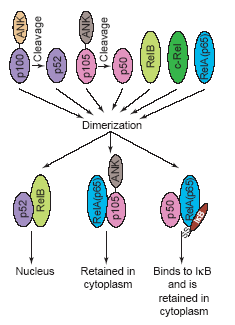 ANK
ANK
Cleavage
Cleavage
p100
p52
p105
p50
RelB
c-Rel
RelA(p65)
Dimerization
ANK
p52
RelB
RelA(p65)
p105
p50
RelA(p65)
Nucleus
Retained in
cytoplasm
Binds to IκB
and is
retained in
cytoplasm